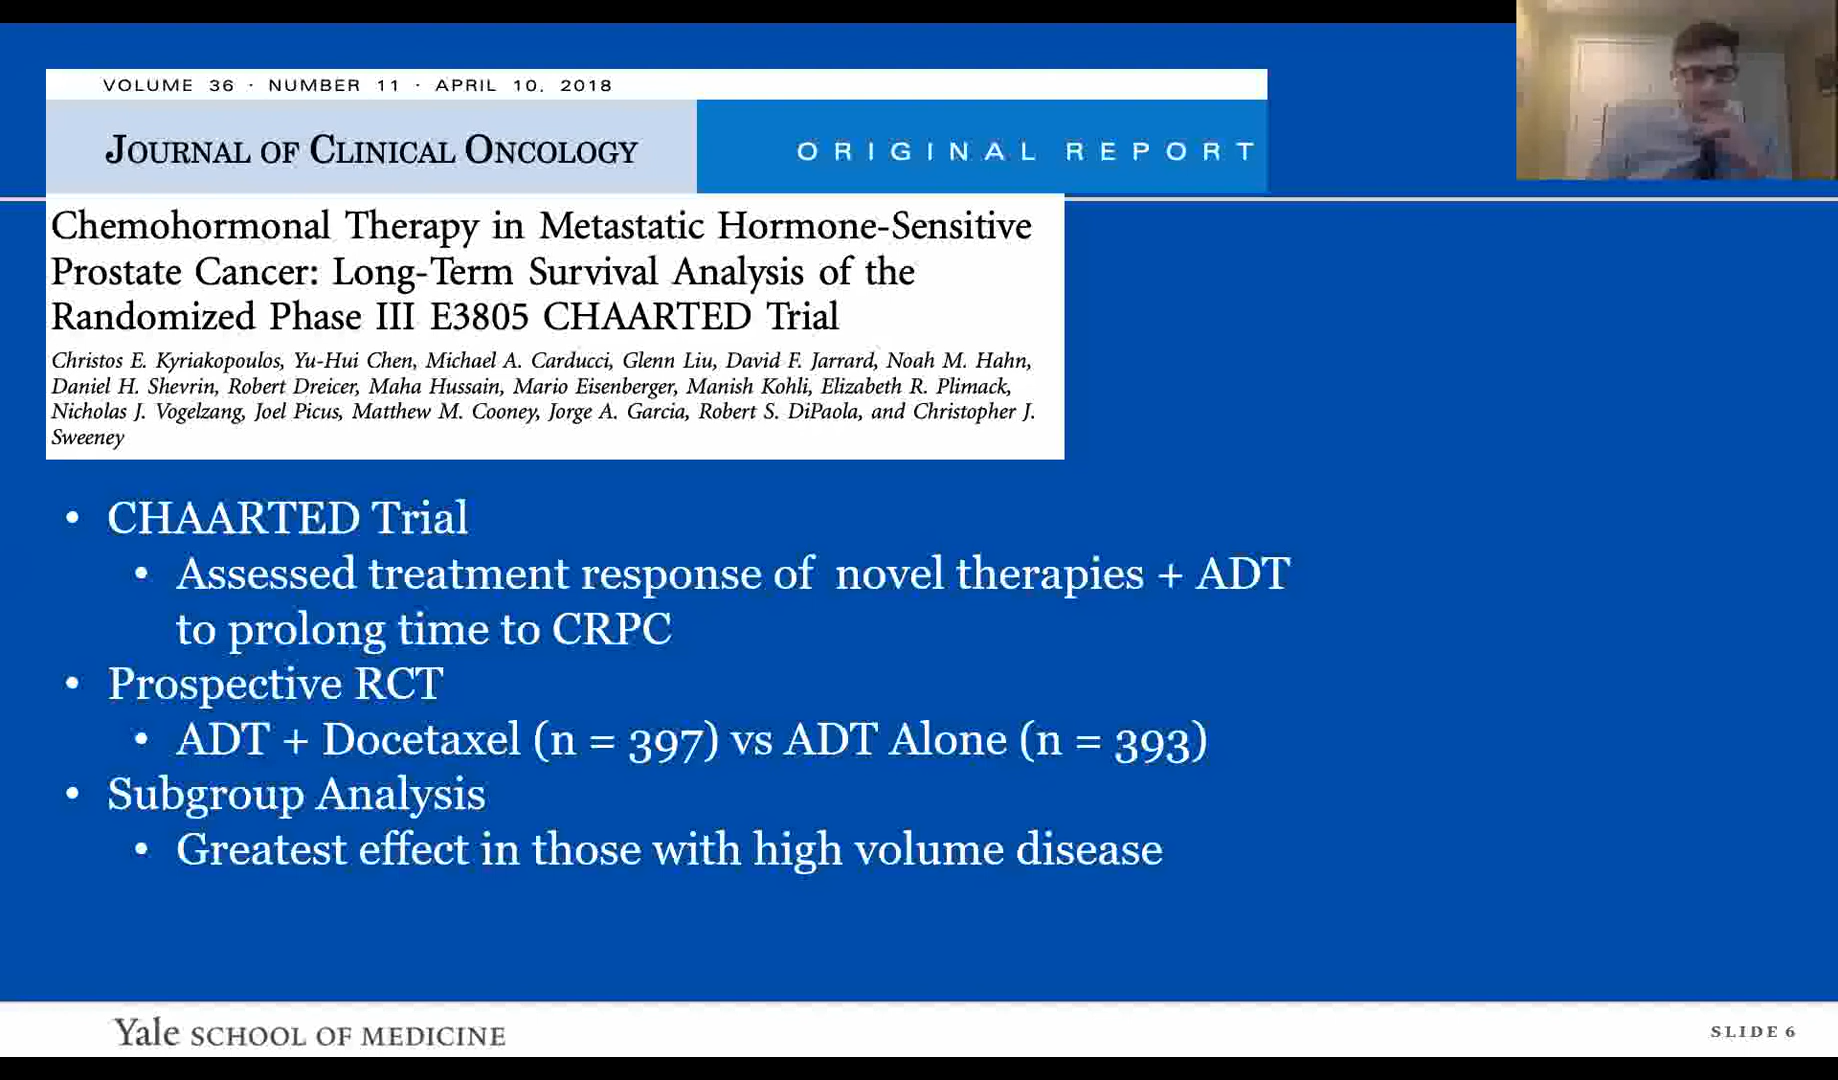 VOLUME 36 · NUMBER 11 · APRIL 10, 2018
JOURNAL OF CLINICAL ONCOLOGY
ORIGINAL REPORT
Chemohormonal Therapy in Metastatic Hormone-Sensitive
Prostate Cancer: Long-Term Survival Analysis of the
Randomized Phase III E3805 CHAARTED Trial
Christos E. Kyriakopoulos, Yu-Hui Chen, Michael A. Carducci, Glenn Liu, David F. Jarrard, Noah M. Hahn,
Daniel H. Shevrin, Robert Dreicer, Maha Hussain, Mario Eisenberger, Manish Kohli, Elizabeth R. Plimack,
Nicholas J. Vogelzang, Joel Picus, Matthew M. Cooney, Jorge A. Garcia, Robert S. DiPaola, and Christopher J.
Sweeney
• CHAARTED Trial
• Assessed treatment response of novel therapies + ADT
to prolong time to CRPC
• Prospective RCT
• ADT + Docetaxel (n = 397) vs ADT Alone (n = 393)
• Subgroup Analysis
• Greatest effect in those with high volume disease
Yale SCHOOL OF MEDICINE
SLIDE 6